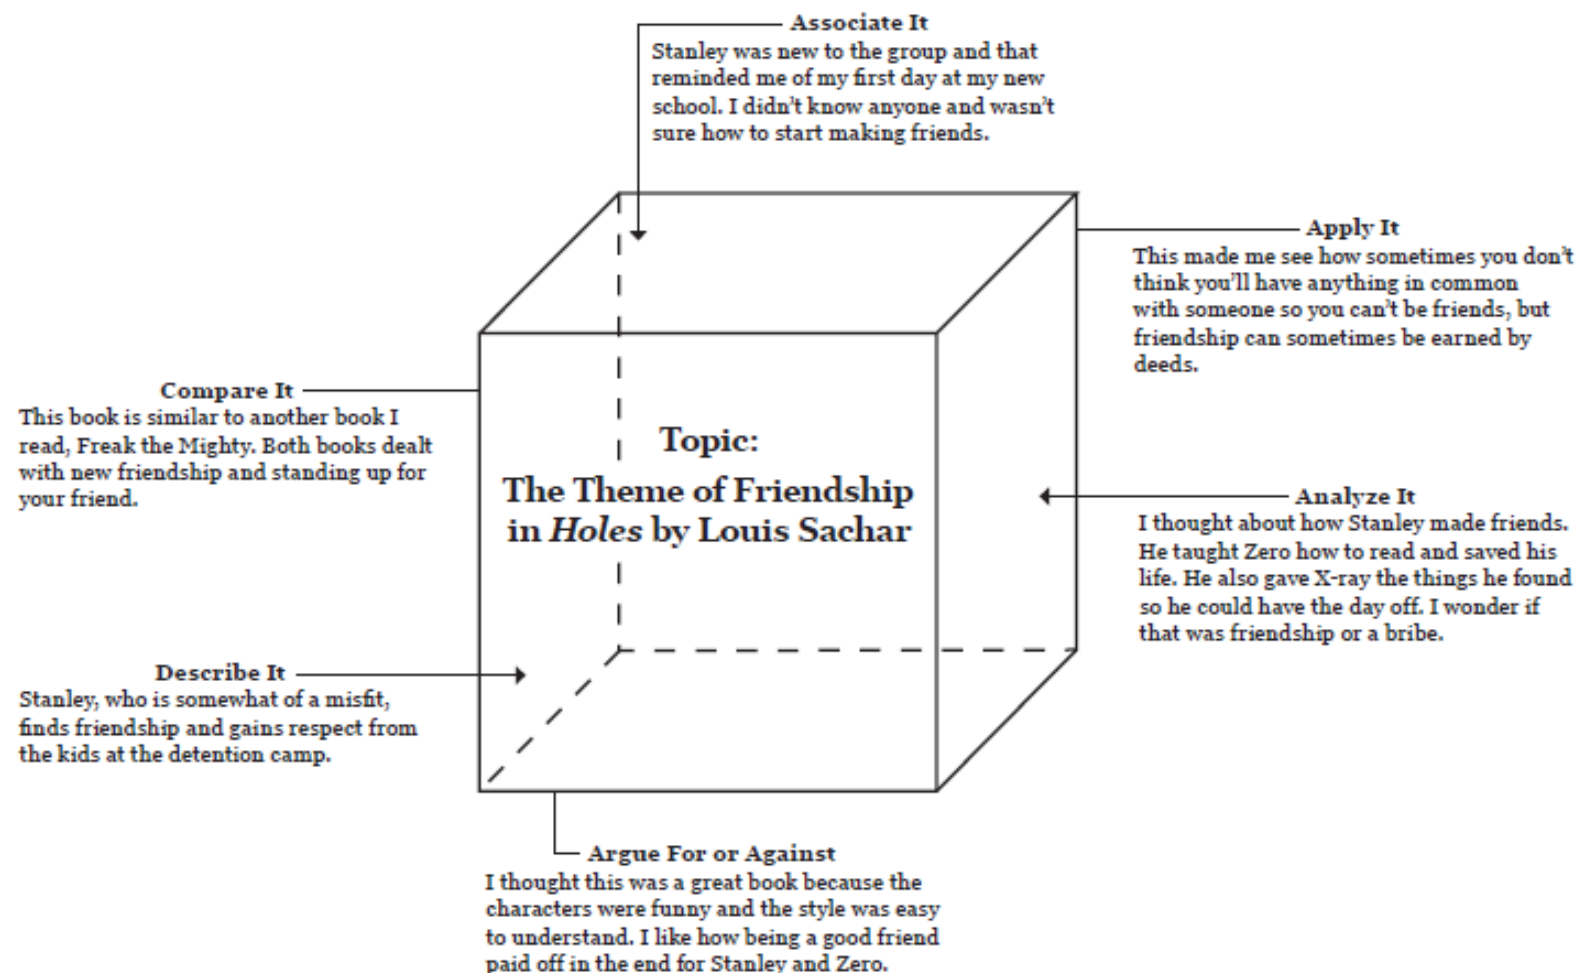 Associate It
Stanley was new to the group and that
reminded me of my first day at my new
school. I didn't know anyone and wasn't
sure how to start making friends.
Apply It
This made me see how sometimes you don't
think you'll have anything in common
with someone so you can't be friends, but
friendship can sometimes be earned by
deeds.
Compare It
This book is similar to another book I
read, Freak the Mighty. Both books dealt
with new friendship and standing up for
your friend.
Topic:
The Theme of Friendship
in Holes by Louis Sachar
Analyze It
I thought about how Stanley made friends.
He taught Zero how to read and saved his
life. He also gave X-ray the things he found
so he could have the day off. I wonder if
that was friendship or a bribe.
Describe It
Stanley, who is somewhat of a misfit,
finds friendship and gains respect from
the kids at the detention camp.
Argue For or Against
I thought this was a great book because the
characters were funny and the style was easy
to understand. I like how being a good friend
paid off in the end for Stanley and Zero.